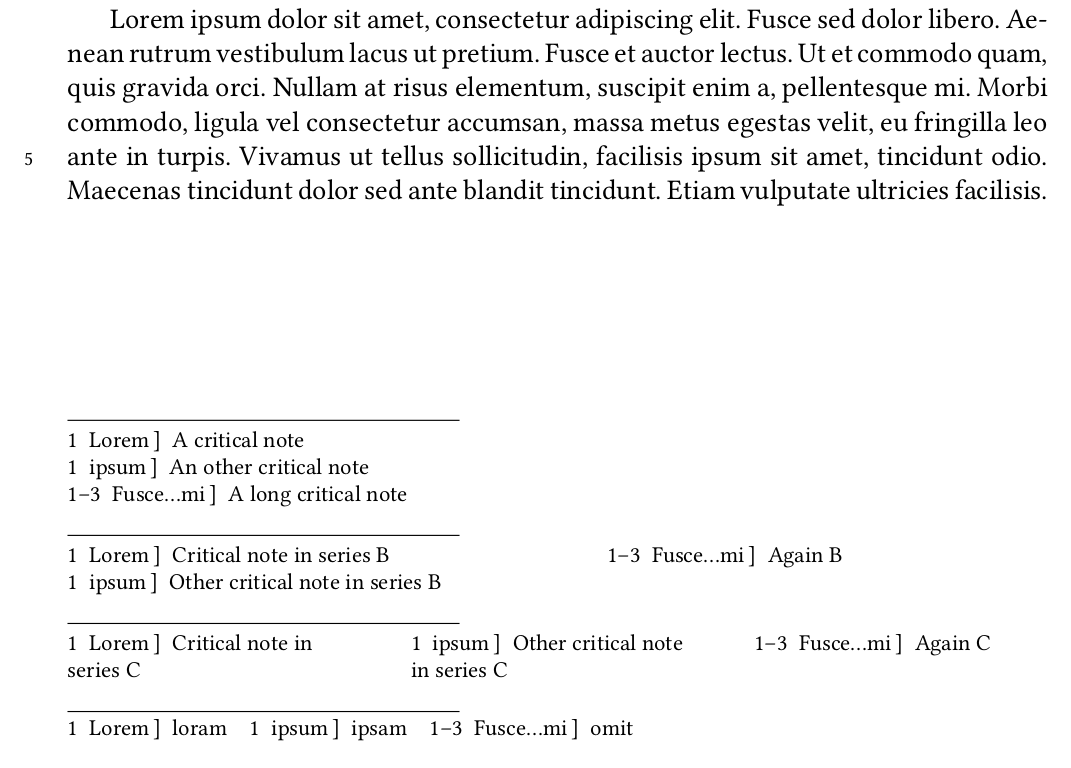 Lorem ipsum dolor sit amet, consectetur adipiscing elit. Fusce sed dolor libero. Ae-
nean rutrum vestibulum lacus ut pretium. Fusce et auctor lectus. Ut et commodo quam,
quis gravida orci. Nullam at risus elementum, suscipit enim a, pellentesque mi. Morbi
commodo, ligula vel consectetur accumsan, massa metus egestas velit, eu fringilla leo
5 ante in turpis. Vivamus ut tellus sollicitudin, facilisis ipsum sit amet, tincidunt odio.
Maecenas tincidunt dolor sed ante blandit tincidunt. Etiam vulputate ultricies facilisis.
1 Lorem ] A critical note
1 ipsum ] An other critical note
1–3 Fusce...mi ] A long critical note
1 Lorem ] Critical note in series B
1 ipsum ] Other critical note in series B
1–3 Fusce...mi ] Again B
1 Lorem ] Critical note in
series C
1 ipsum ] Other critical note
in series C
1–3 Fusce...mi ] Again C
1 Lorem ] loram 1 ipsum ] ipsam 1–3 Fusce...mi ] omit